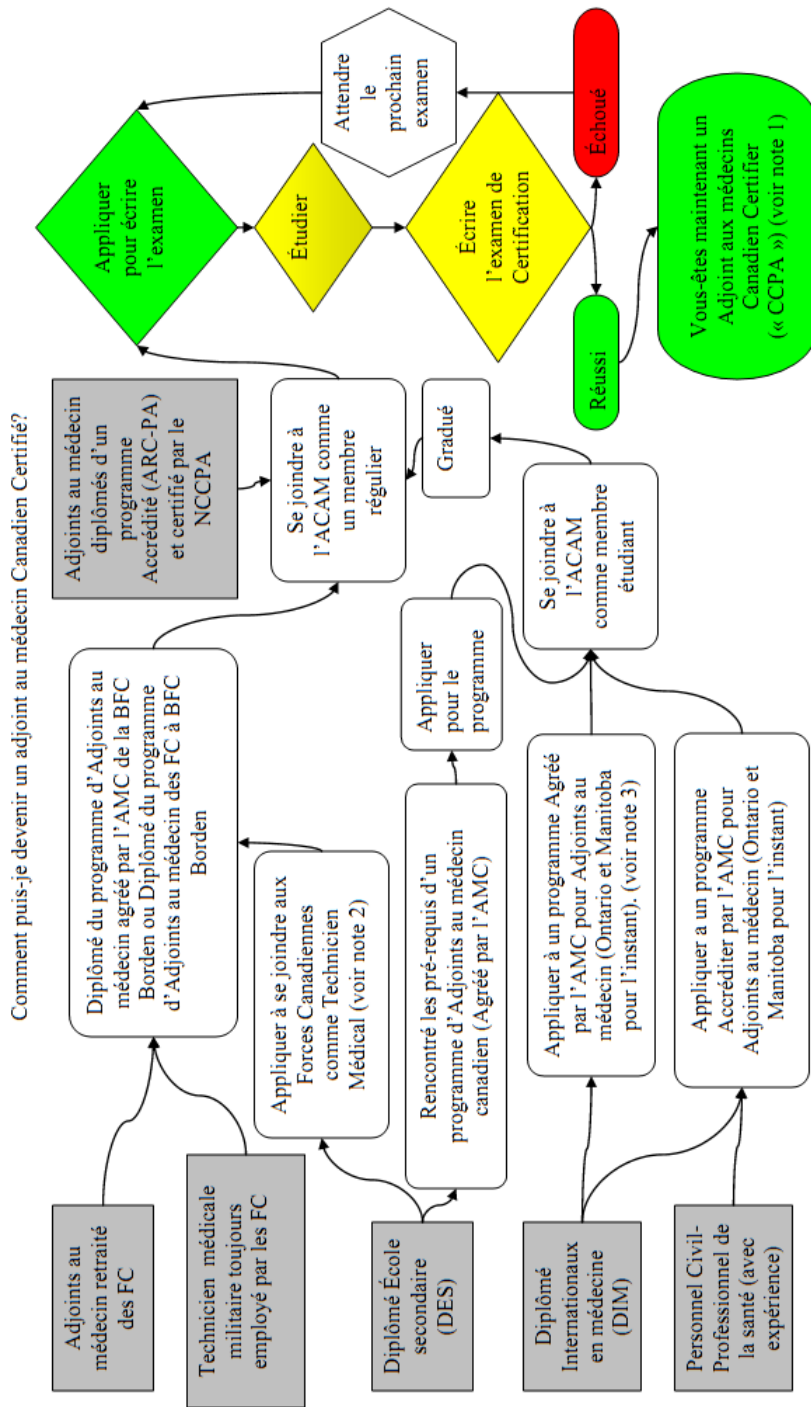 Comment puis-je devenir un adjoint au médecin Canadien Certifié?
Adjoints au
médecin retraité
des FC
Technicien médicale
militaire toujours
employé par les FC
Diplômé École
secondaire
(DES)
Diplômé
Internationaux
en médecine
(DIM)
Personnel Civil-
Professionnel de
la santé (avec
expérience)
Diplômé du programme d'Adjoints au
médecin agréé par l'AMC de la BFC
Borden ou Diplômé du programme
d'Adjoints au médecin des FC à BFC
Borden
Appliquer à se joindre aux
Forces Canadiennes
comme Technicien
Médical (voir note 2)
Rencontré les pré-requis d'un
programme d'Adjoints au médecin
canadien (Agréé par l'AMC)
Appliquer à un programme Agréé
par l'AMC pour Adjoints au
médecin (Ontario et Manitoba
pour l'instant). (voir note 3)
Appliquer a un programme
Accréditer par l'AMC pour
Adjoints au médecin (Ontario et
Manitoba pour l'instant
Appliquer
pour le
programme
Adjoints au médecin
diplômés d'un
programme
Accrédité (ARC-PA)
et certifié par le
NCCPA
Se joindre à
l'ACAM comme
un membre
régulier
Gradué
Se joindre à
l'ACAM
comme membre
étudiant
Appliquer
pour écrire
l'examen
Étudier
Écrire
l'examen de
Certification
Attendre
le
prochain
examen
Réussi
Échoué
Vous-êtes maintenant un
Adjoint aux médecins
Canadien Certifier
(« CCPA ») (voir note 1)